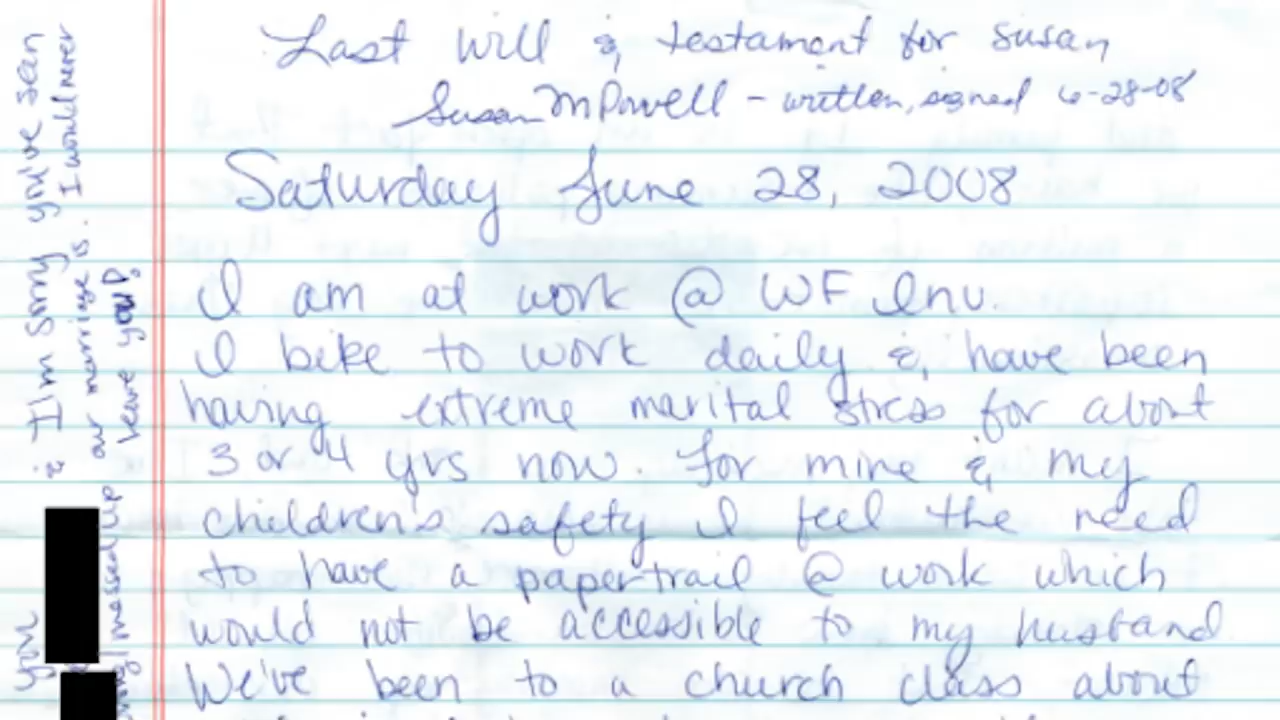 Last will & testament for Susan
Susan M Powell - written, signed 6-28-08
Saturday June 28, 2008
I am at work @ WF Inv.
I bike to work daily & have been
having extreme marital stress for about
3 or 4 yrs now. For mine & my
children's safety I feel the need
to have a papertrail @ work which
would not be accessible to my husband
We've been to a church class about
I'm sorry you've seen
our marriage is. I would never
leave you!
& messed up